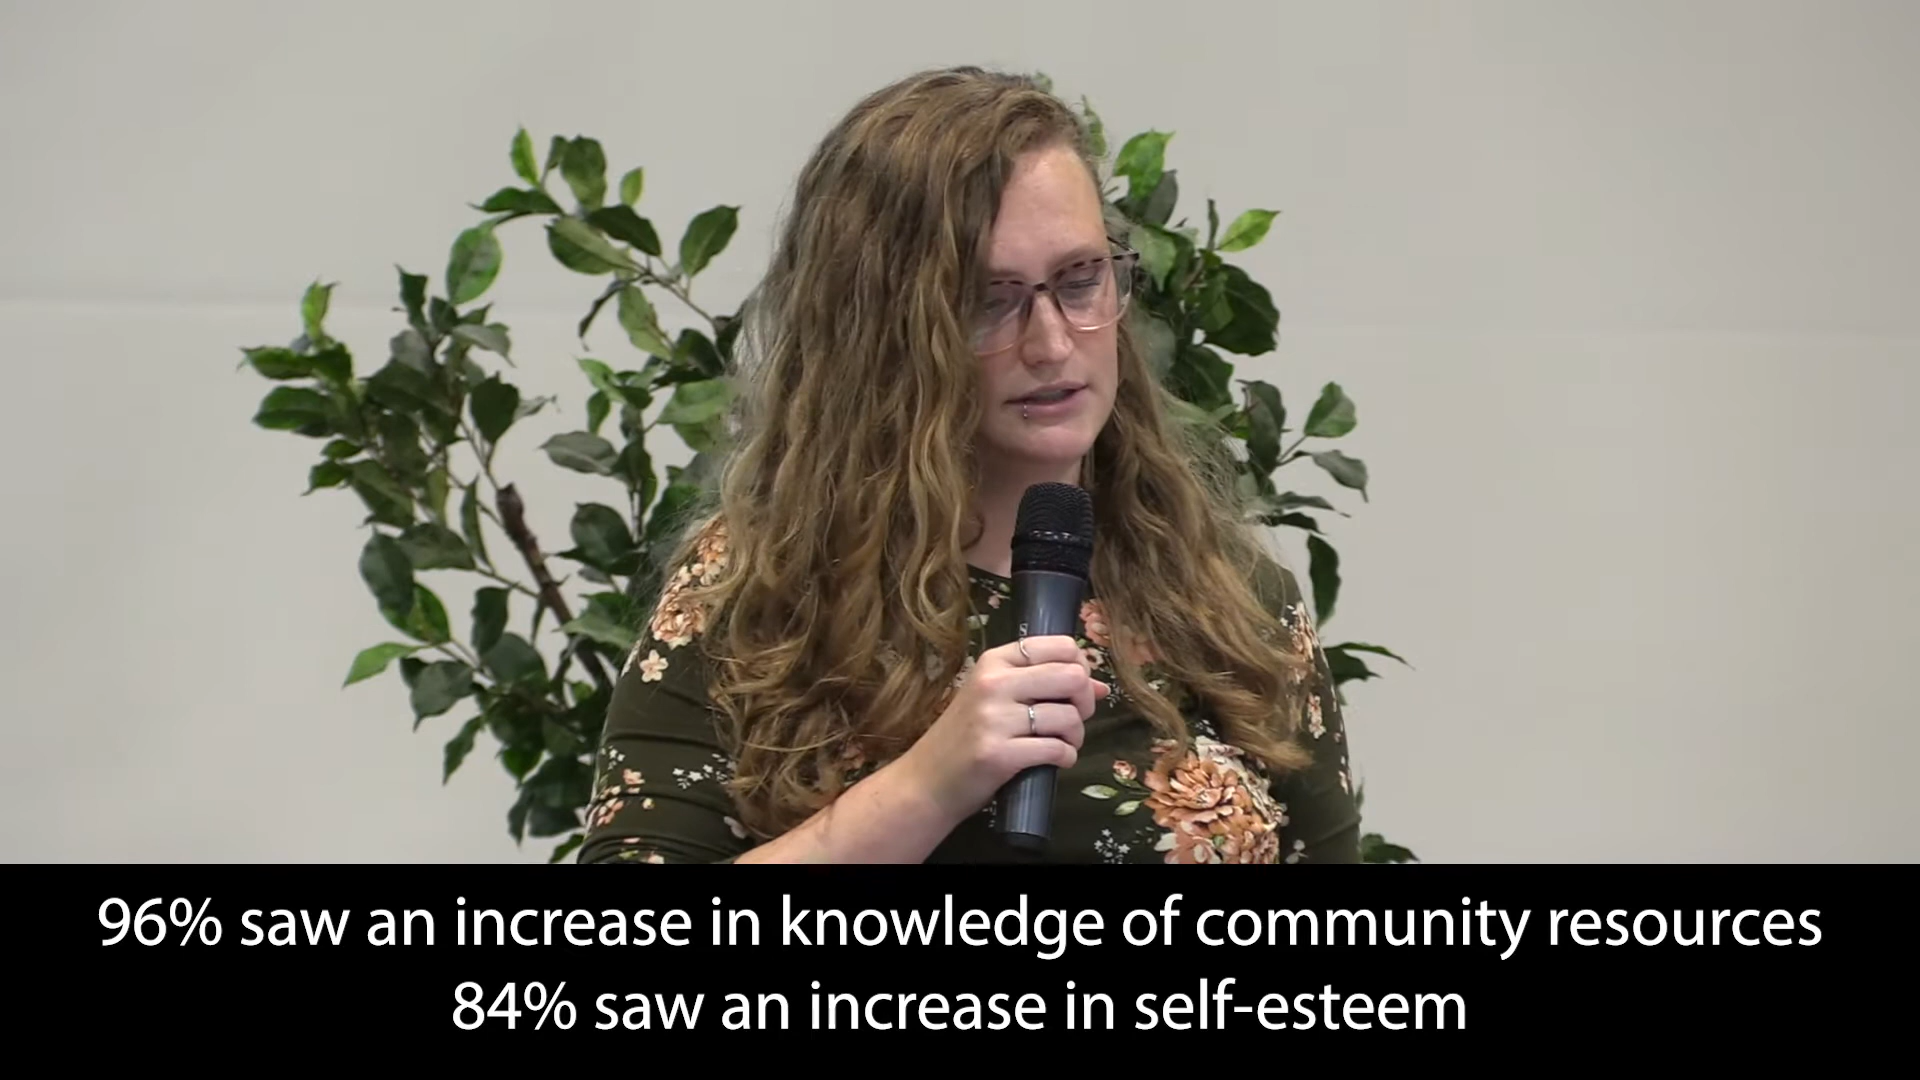 96% saw an increase in knowledge of community resources
84% saw an increase in self-esteem